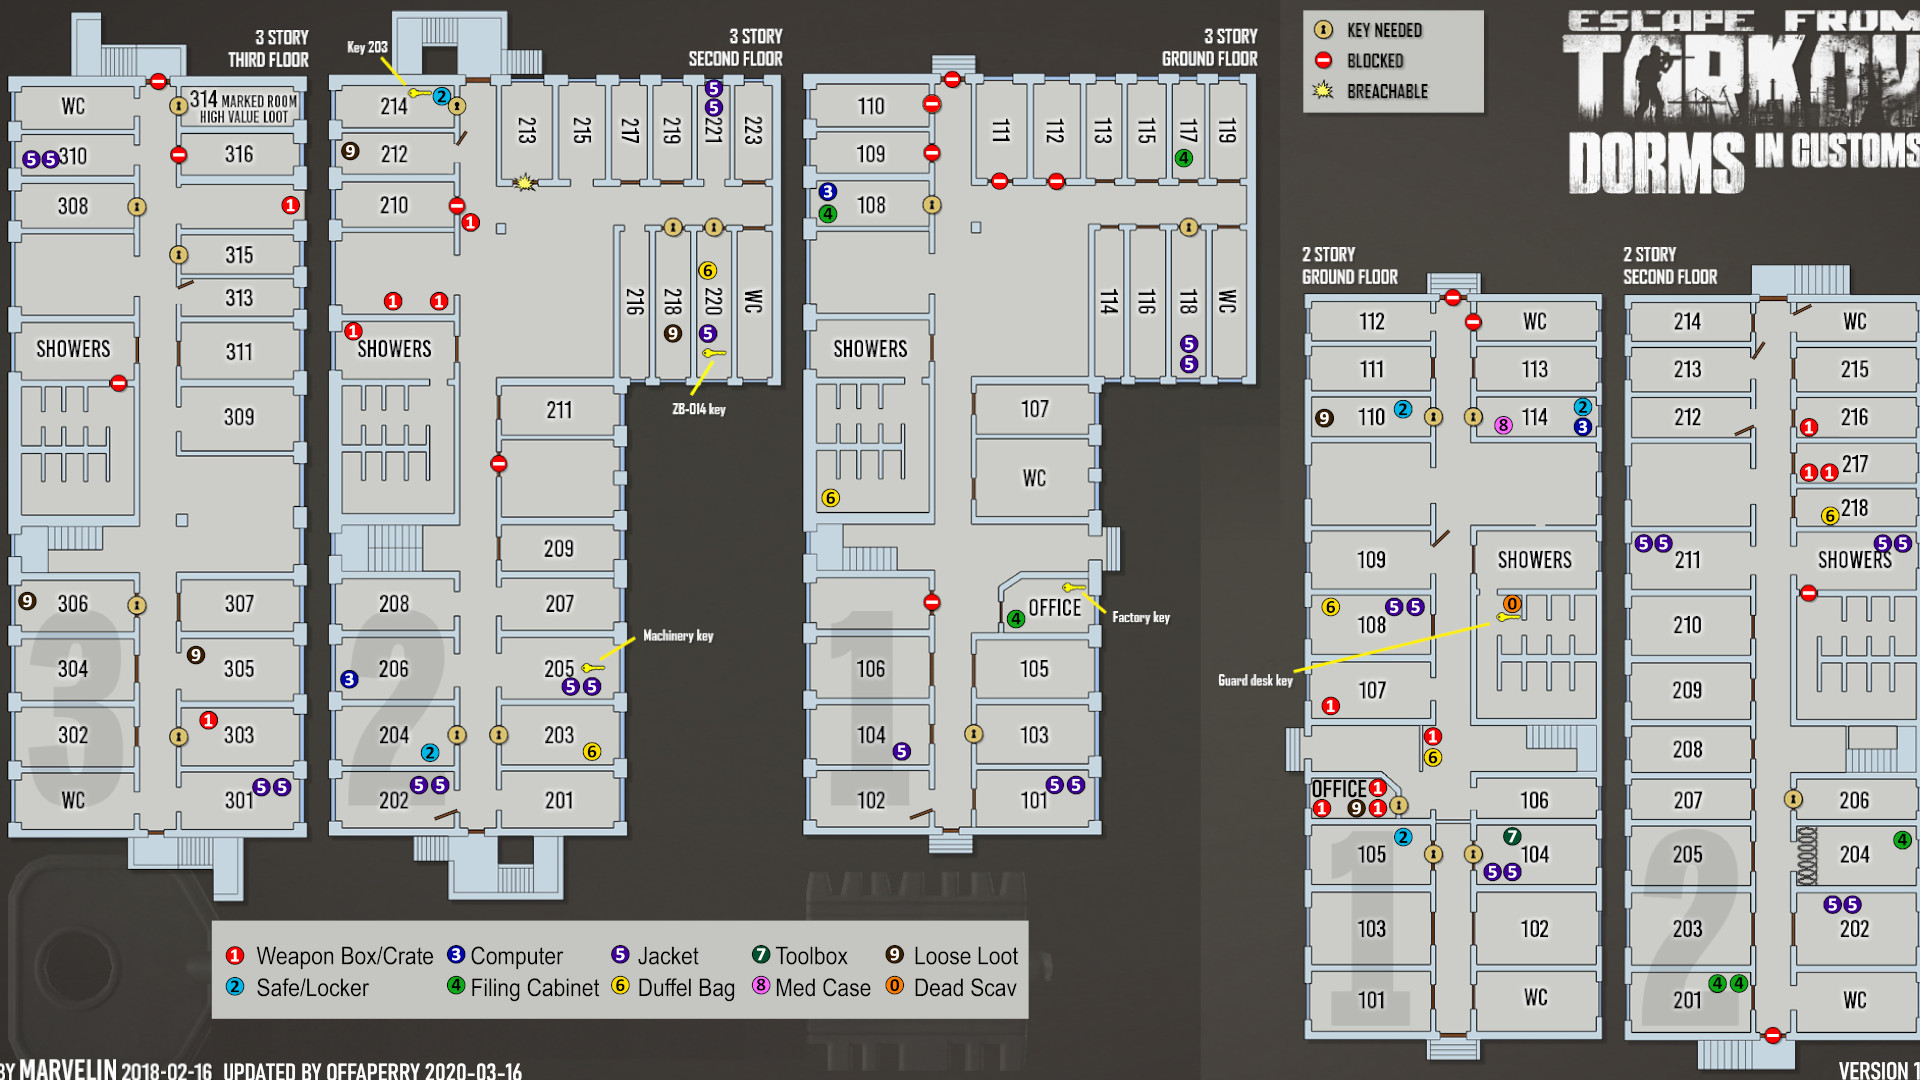 ESCAPE FROM
TARKOV
DORMS IN CUSTOMS
KEY NEEDED
BLOCKED
BREACHABLE
3 STORY
THIRD FLOOR
WC
314 MARKED ROOM
HIGH VALUE LOOT
5 5 310
316
308
1
315
313
SHOWERS
311
309
9 306
307
304
9 305
302
1 303
WC
301 5 5
3
3 STORY
SECOND FLOOR
Key 203
214 2
9 212
210
1
213
215
217
219
5
5
221
223
1 1
1
SHOWERS
216
218
9
6
220
5
WC
ZB-014 key
211
209
208
207
Machinery key
3 206
205
5 5
204
2
203
6
202 5 5
201
2
3 STORY
GROUND FLOOR
110
109
3
4
108
111
112
113
115
117
4
119
SHOWERS
114
116
118
5
5
WC
107
WC
6
OFFICE
4
Factory key
106
105
104 5
103
102
101 5 5
1
2 STORY
GROUND FLOOR
112
WC
111
113
9 110 2
8 114 2
3
109
SHOWERS
6 5 5
108
0
Guard desk key
107
1
1
6
OFFICE 1
1 9 1
106
105 2
7
104
5 5
103
102
101
WC
1
2 STORY
SECOND FLOOR
214
WC
213
215
212
216
1
1 1 217
218
6
5 5
211
5 5
SHOWERS
210
209
208
207
206
205
204 4
5 5
203
202
201 4 4
WC
2
1 Weapon Box/Crate
3 Computer
5 Jacket
7 Toolbox
9 Loose Loot
2 Safe/Locker
4 Filing Cabinet
6 Duffel Bag
8 Med Case
0 Dead Scav
BY MARVELIN 2018-02-16 UPDATED BY OFFAPERRY 2020-03-16
VERSION 1